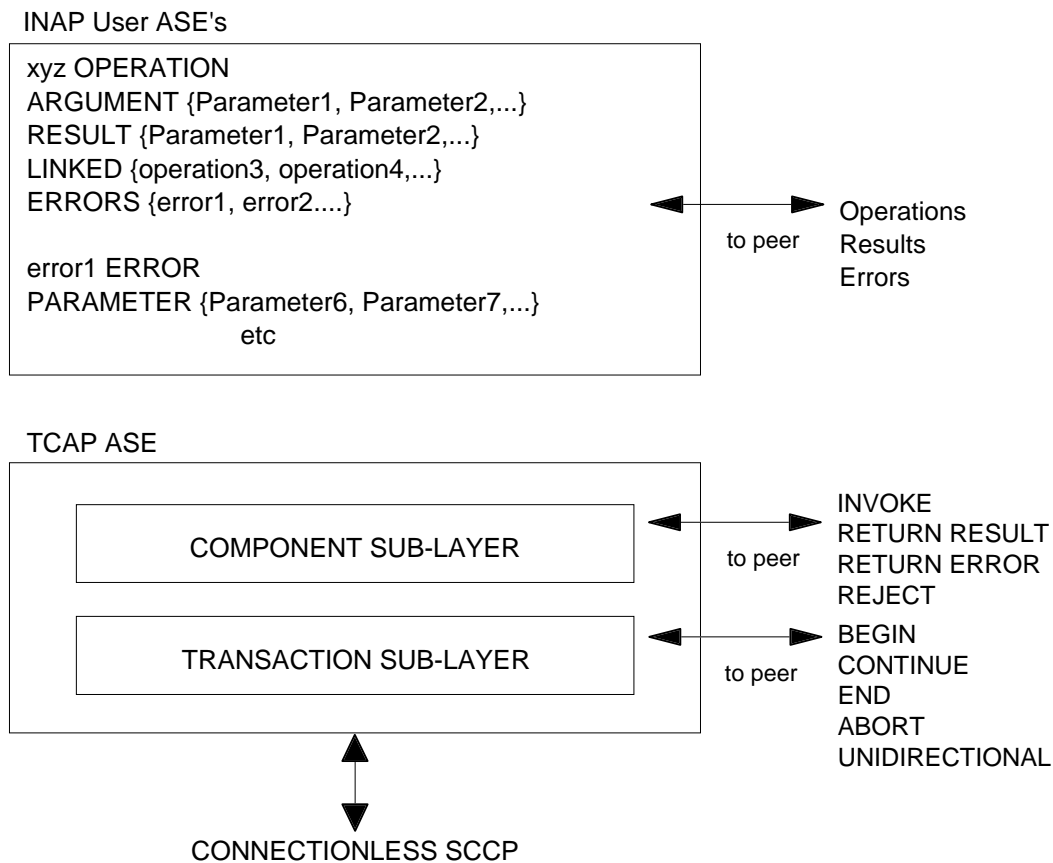 INAP User ASE's
xyz OPERATION
ARGUMENT {Parameter1, Parameter2,...}
RESULT {Parameter1, Parameter2,...}
LINKED {operation3, operation4,...}
ERRORS {error1, error2....}
error1 ERROR
PARAMETER {Parameter6, Parameter7,...}
etc
to peer
Operations
Results
Errors
TCAP ASE
COMPONENT SUB-LAYER
to peer
INVOKE
RETURN RESULT
RETURN ERROR
REJECT
TRANSACTION SUB-LAYER
to peer
BEGIN
CONTINUE
END
ABORT
UNIDIRECTIONAL
CONNECTIONLESS SCCP